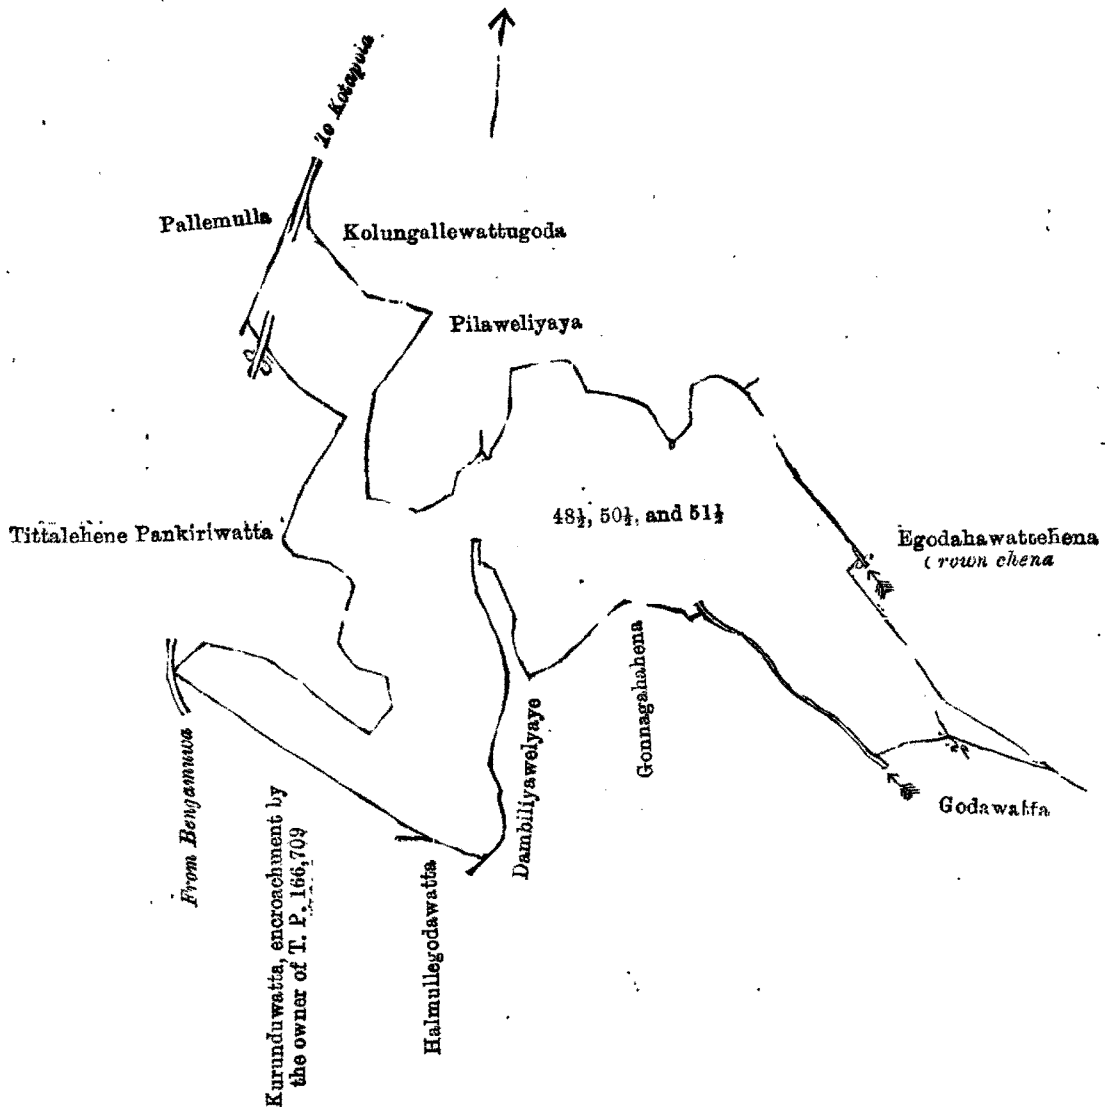 To Kotapola
Pallemulla
Kolungallewattugoda
Pilaweliyaya
48½, 50½, and 51½
Tittalehene Pankiriwatta
Egodahawattehena
Crown chena
Gonnagahahena
Dambiliyawelyaye
Godawatta
From Bengamuwa
Kurunduwatta, encroachment by
the owner of T. P. 166,709
Halmullegodawatta